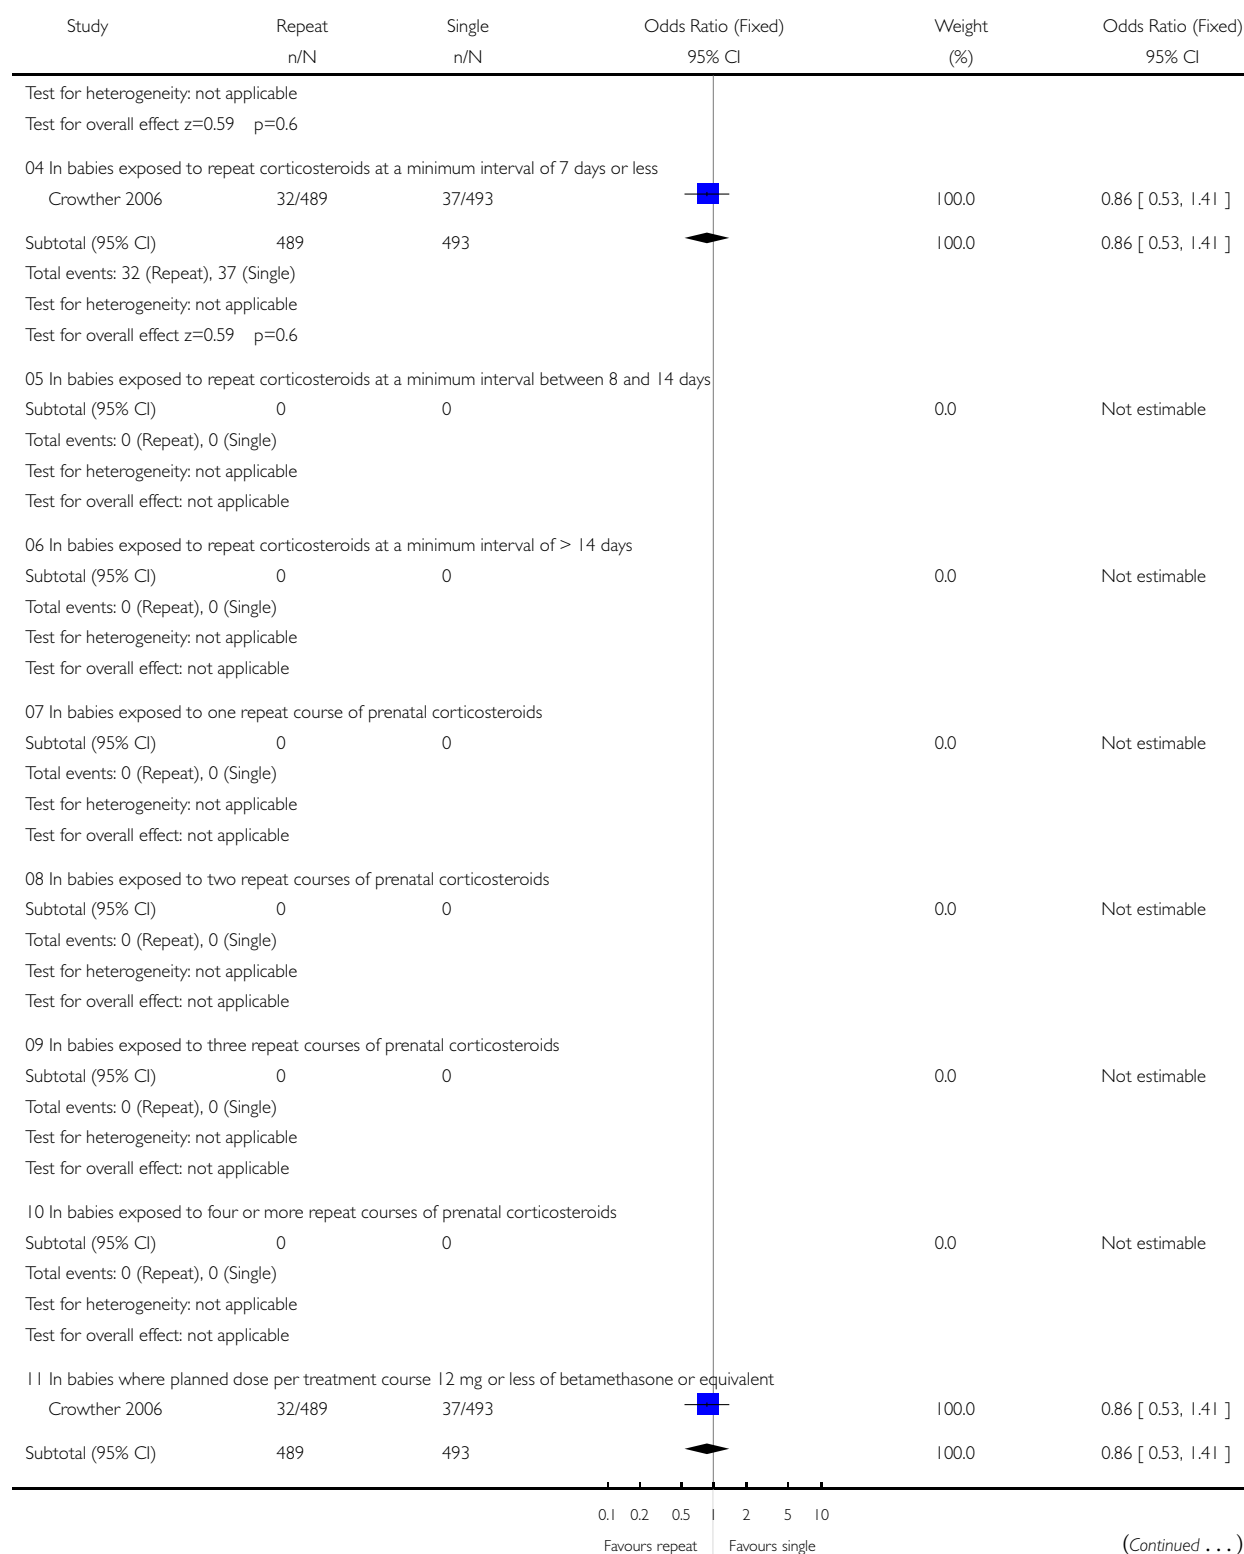 Study Repeat Single Odds Ratio (Fixed) Weight Odds Ratio (Fixed)
n/N n/N 95% CI (%) 95% CI
Test for heterogeneity: not applicable
Test for overall effect z=0.59 p=0.6
04 In babies exposed to repeat corticosteroids at a minimum interval of 7 days or less
Crowther 2006 32/489 37/493 100.0 0.86 [ 0.53, 1.41 ]
Subtotal (95% CI) 489 493 100.0 0.86 [ 0.53, 1.41 ]
Total events: 32 (Repeat), 37 (Single)
Test for heterogeneity: not applicable
Test for overall effect z=0.59 p=0.6
05 In babies exposed to repeat corticosteroids at a minimum interval between 8 and 14 days
Subtotal (95% CI) 0 0 0.0 Not estimable
Total events: 0 (Repeat), 0 (Single)
Test for heterogeneity: not applicable
Test for overall effect: not applicable
06 In babies exposed to repeat corticosteroids at a minimum interval of > 14 days
Subtotal (95% CI) 0 0 0.0 Not estimable
Total events: 0 (Repeat), 0 (Single)
Test for heterogeneity: not applicable
Test for overall effect: not applicable
07 In babies exposed to one repeat course of prenatal corticosteroids
Subtotal (95% CI) 0 0 0.0 Not estimable
Total events: 0 (Repeat), 0 (Single)
Test for heterogeneity: not applicable
Test for overall effect: not applicable
08 In babies exposed to two repeat courses of prenatal corticosteroids
Subtotal (95% CI) 0 0 0.0 Not estimable
Total events: 0 (Repeat), 0 (Single)
Test for heterogeneity: not applicable
Test for overall effect: not applicable
09 In babies exposed to three repeat courses of prenatal corticosteroids
Subtotal (95% CI) 0 0 0.0 Not estimable
Total events: 0 (Repeat), 0 (Single)
Test for heterogeneity: not applicable
Test for overall effect: not applicable
10 In babies exposed to four or more repeat courses of prenatal corticosteroids
Subtotal (95% CI) 0 0 0.0 Not estimable
Total events: 0 (Repeat), 0 (Single)
Test for heterogeneity: not applicable
Test for overall effect: not applicable
11 In babies where planned dose per treatment course 12 mg or less of betamethasone or equivalent
Crowther 2006 32/489 37/493 100.0 0.86 [ 0.53, 1.41 ]
Subtotal (95% CI) 489 493 100.0 0.86 [ 0.53, 1.41 ]
0.1 0.2 0.5 1 2 5 10
Favours repeat Favours single (Continued . . . )